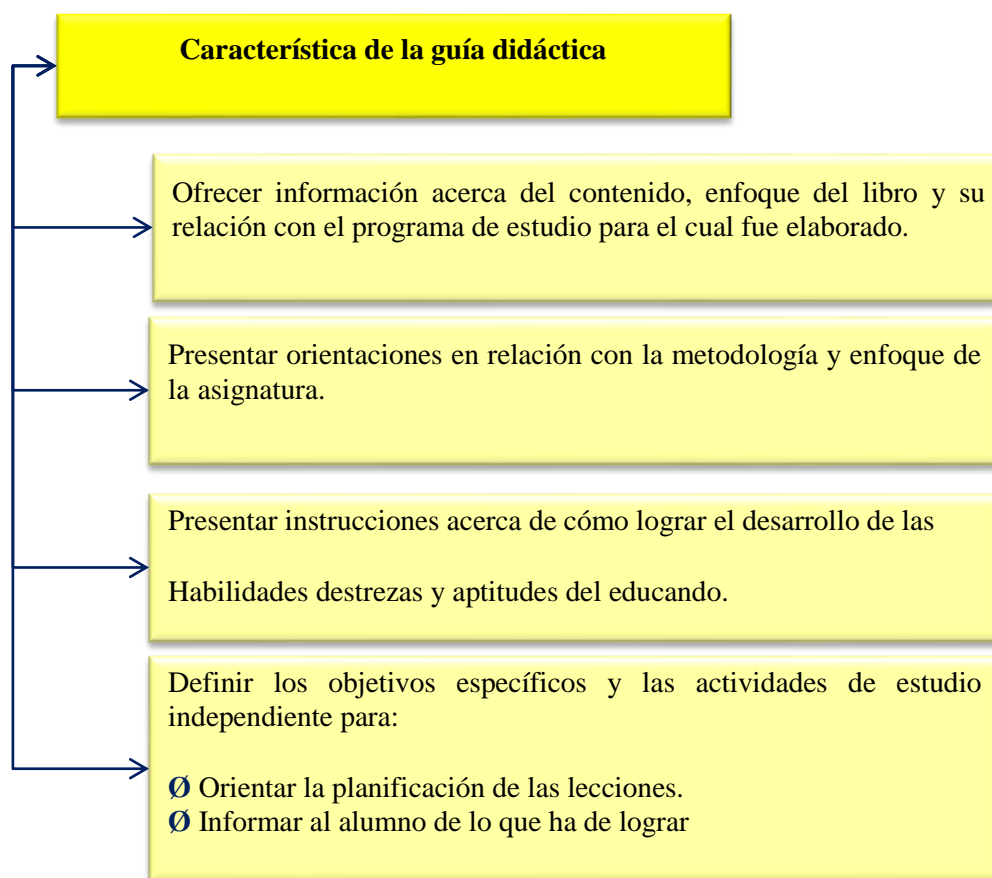 Característica de la guía didáctica
Ofrecer información acerca del contenido, enfoque del libro y su
relación con el programa de estudio para el cual fue elaborado.
Presentar orientaciones en relación con la metodología y enfoque de
la asignatura.
Presentar instrucciones acerca de cómo lograr el desarrollo de las
Habilidades destrezas y aptitudes del educando.
Definir los objetivos específicos y las actividades de estudio
independiente para:
Ø Orientar la planificación de las lecciones.
Ø Informar al alumno de lo que ha de lograr